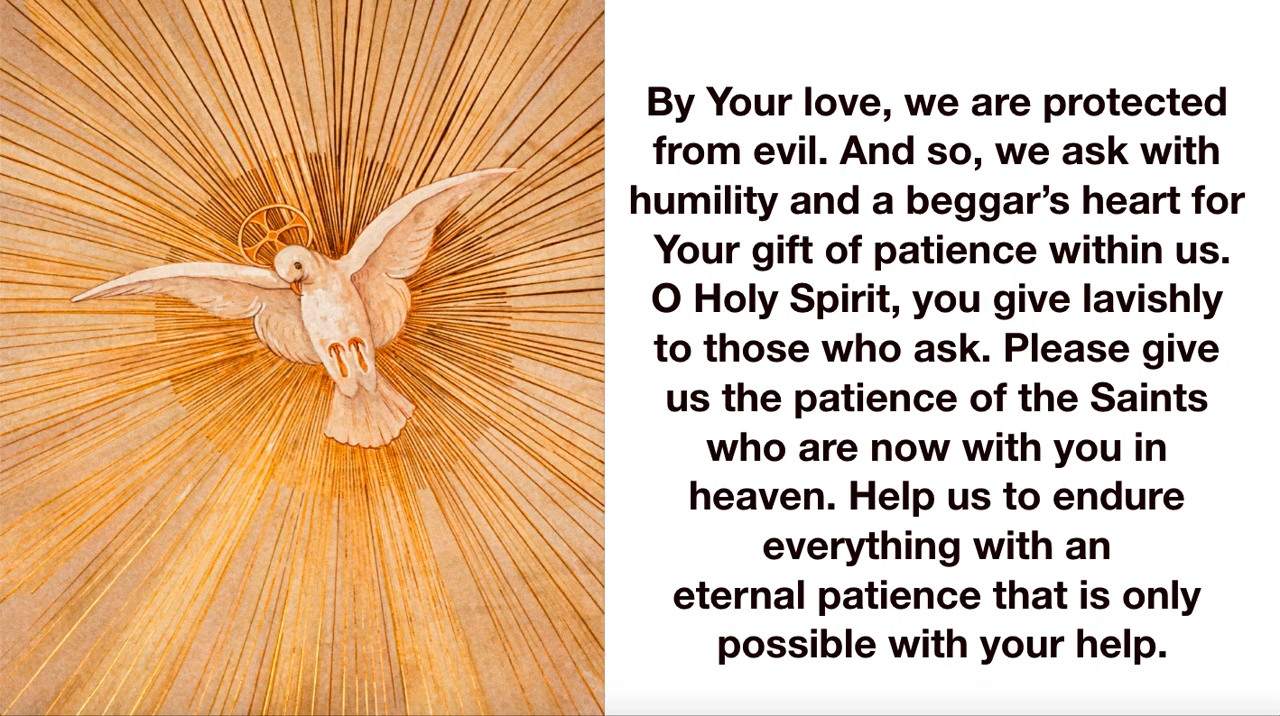 By Your love, we are protected
from evil. And so, we ask with
humility and a beggar’s heart for
Your gift of patience within us.
O Holy Spirit, you give lavishly
to those who ask. Please give
us the patience of the Saints
who are now with you in
heaven. Help us to endure
everything with an
eternal patience that is only
possible with your help.